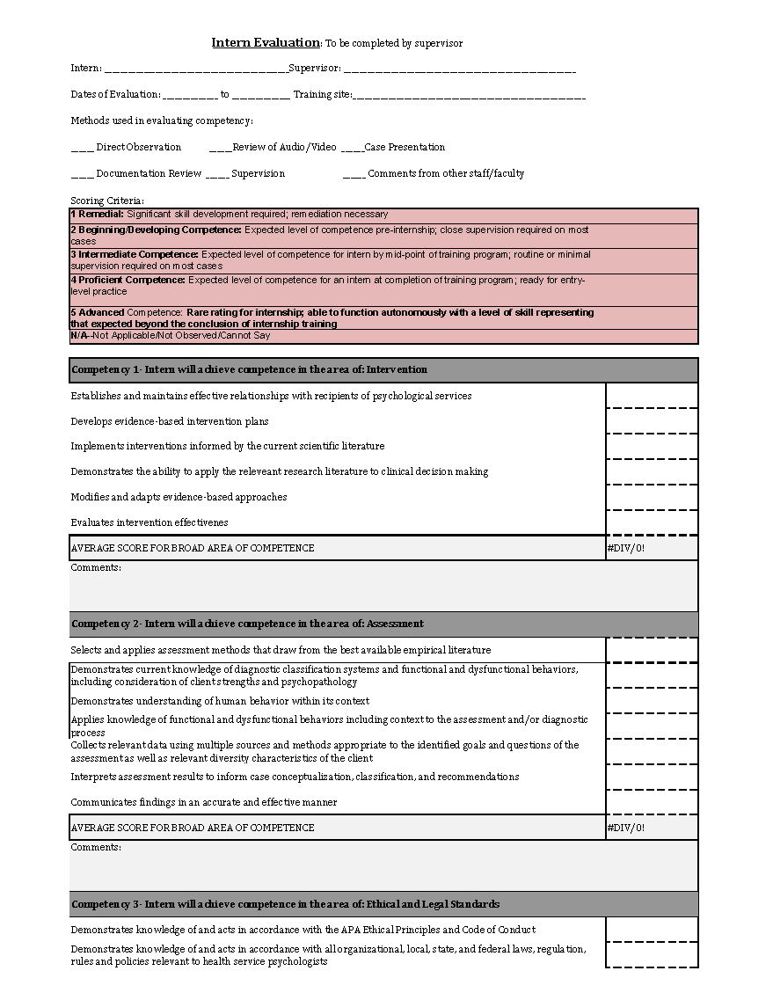 Intern Evaluation: To be completed by supervisor
Intern: ______________________________Supervisor: ______________________________________
Dates of Evaluation: _________ to __________ Training site:______________________________________
Methods used in evaluating competency:
____ Direct Observation ____Review of Audio/Video ____Case Presentation
____ Documentation Review ____ Supervision ____ Comments from other staff/faculty
Scoring Criteria:
1 Remedial: Significant skill development required; remediation necessary
2 Beginning/Developing Competence: Expected level of competence pre-internship; close supervision required on most
cases
3 Intermediate Competence: Expected level of competence for intern by mid-point of training program; routine or minimal
supervision required on most cases
4 Proficient Competence: Expected level of competence for an intern at completion of training program; ready for entry-
level practice
5 Advanced Competence: Rare rating for internship; able to function autonomously with a level of skill representing
that expected beyond the conclusion of internship training
N/A--Not Applicable/Not Observed/Cannot Say
Competency 1- Intern will achieve competence in the area of: Intervention
Establishes and maintains effective relationships with recipients of psychological services
Develops evidence-based intervention plans
Implements interventions informed by the current scientific literature
Demonstrates the ability to apply the releveant research literature to clinical decision making
Modifies and adapts evidence-based approaches
Evaluates intervention effectivenes
AVERAGE SCORE FOR BROAD AREA OF COMPETENCE #DIV/0!
Comments:
Competency 2- Intern will achieve competence in the area of: Assessment
Selects and applies assessment methods that draw from the best available empirical literature
Demonstrates current knowledge of diagnostic classification systems and functional and dysfunctional behaviors,
including consideration of client strengths and psychopathology
Demonstrates understanding of human behavior within its context
Applies knowledge of functional and dysfunctional behaviors including context to the assessment and/or diagnostic
process
Collects relevant data using multiple sources and methods appropriate to the identified goals and questions of the
assessment as well as relevant diversity characteristics of the client
Interprets assessment results to inform case conceptualization, classification, and recommendations
Communicates findings in an accurate and effective manner
AVERAGE SCORE FOR BROAD AREA OF COMPETENCE #DIV/0!
Comments:
Competency 3- Intern will achieve competence in the area of: Ethical and Legal Standards
Demonstrates knowledge of and acts in accordance with the APA Ethical Principles and Code of Conduct
Demonstrates knowledge of and acts in accordance with all organizational, local, state, and federal laws, regulation,
rules and policies relevant to health service psychologists